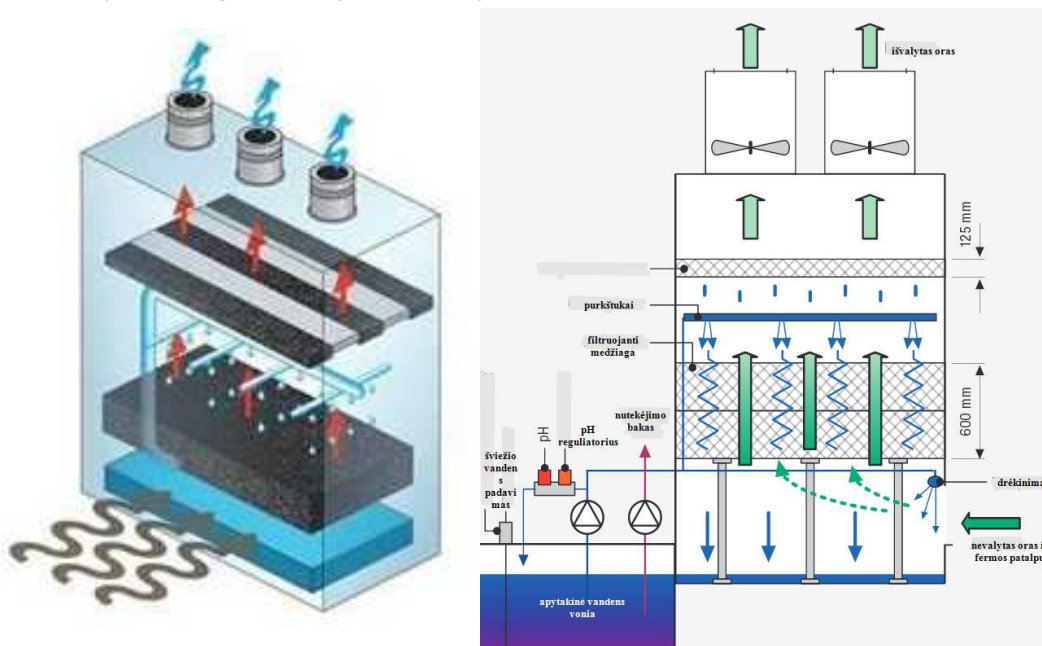 išvalytas oras
125 mm
purkštukai
filtruojanti
medžiaga
600 mm
nutekėjimo
bakas
pH
pH
reguliatorius
šviežio
vanden
s
padavi
mas
drėkinima
nevalytas oras i
fermos patalpu
apytakinė vandens
vonia